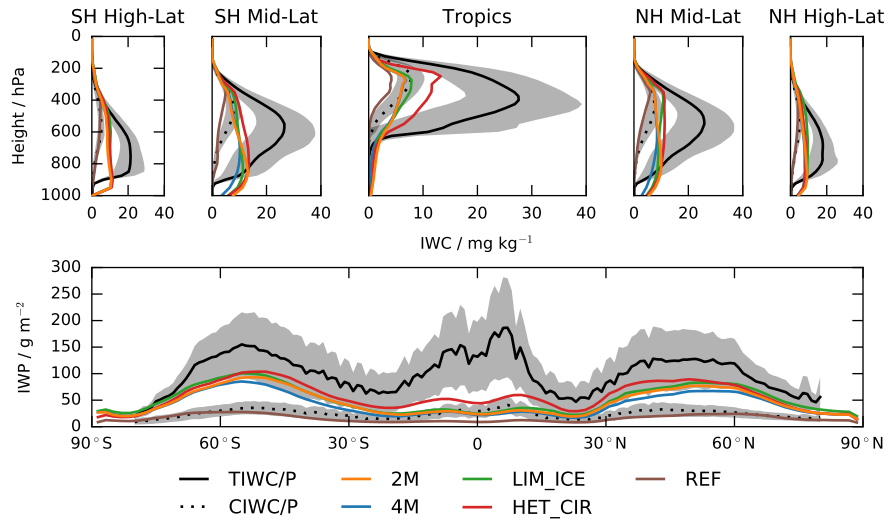 SH High-Lat SH Mid-Lat Tropics NH Mid-Lat NH High-Lat
Height / hPa
0
200
400
600
800
1000
0 20 0 20 40 0 10 20 30 40 0 20 40 0 20
IWC / mg kg⁻¹
IWP / g m⁻²
300
250
200
150
100
50
0
90°S 60°S 30°S 0 30°N 60°N 90°N
TIWC/P 2M LIM_ICE REF
CIWC/P 4M HET_CIR